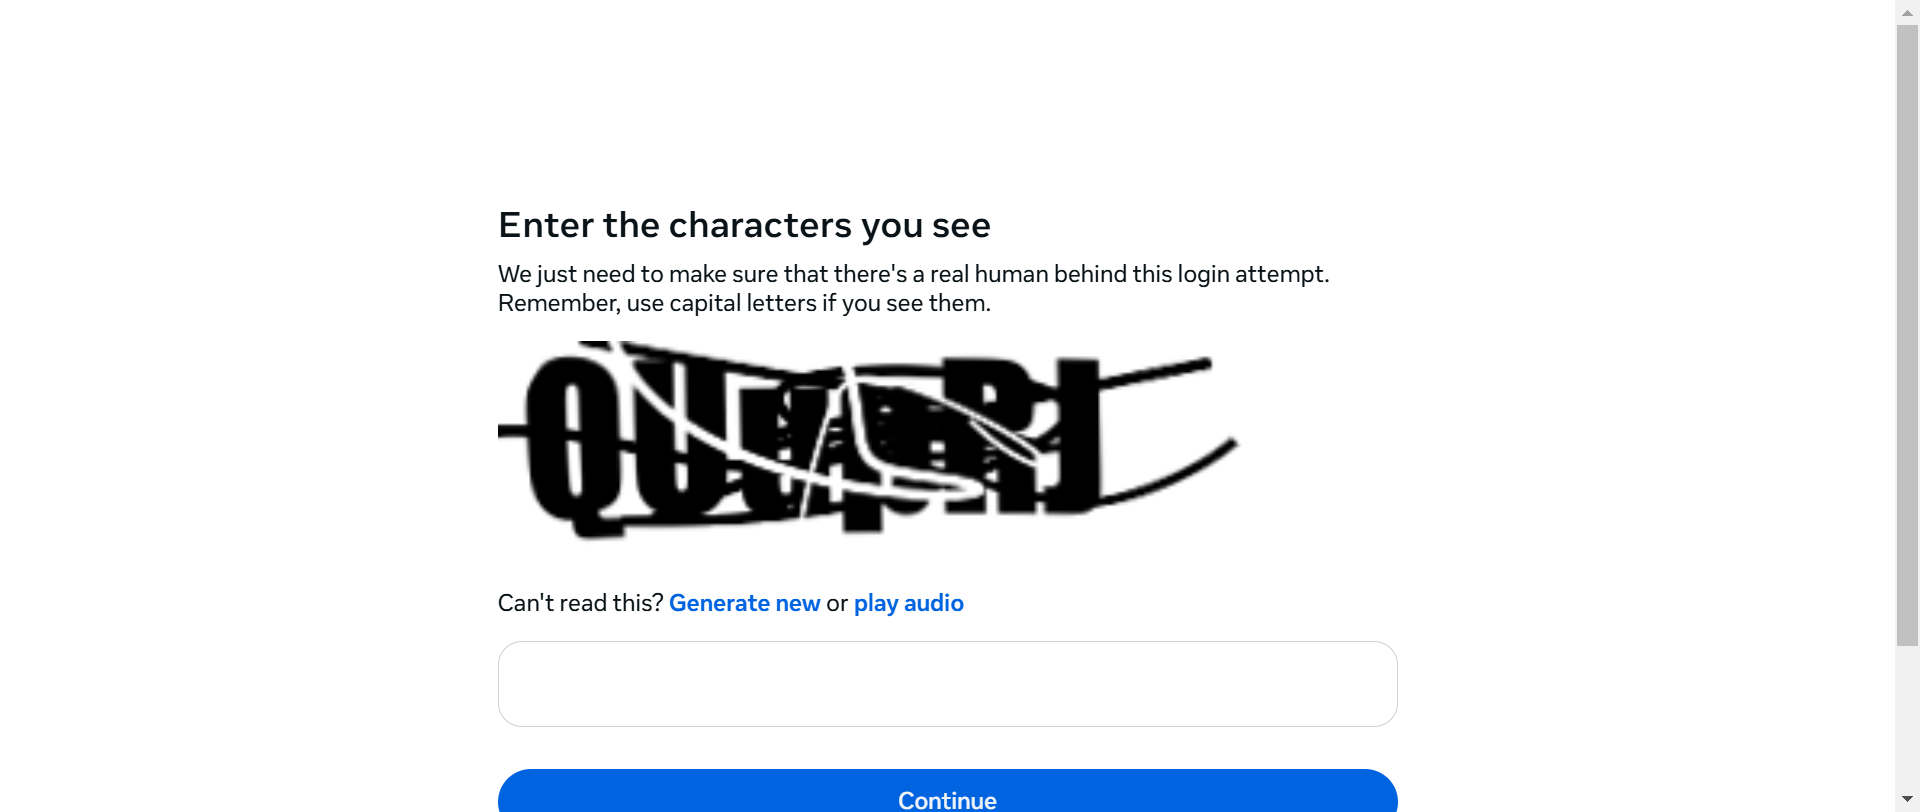 Enter the characters you see
We just need to make sure that there's a real human behind this login attempt.
Remember, use capital letters if you see them.
Can't read this? Generate new or play audio
Continue